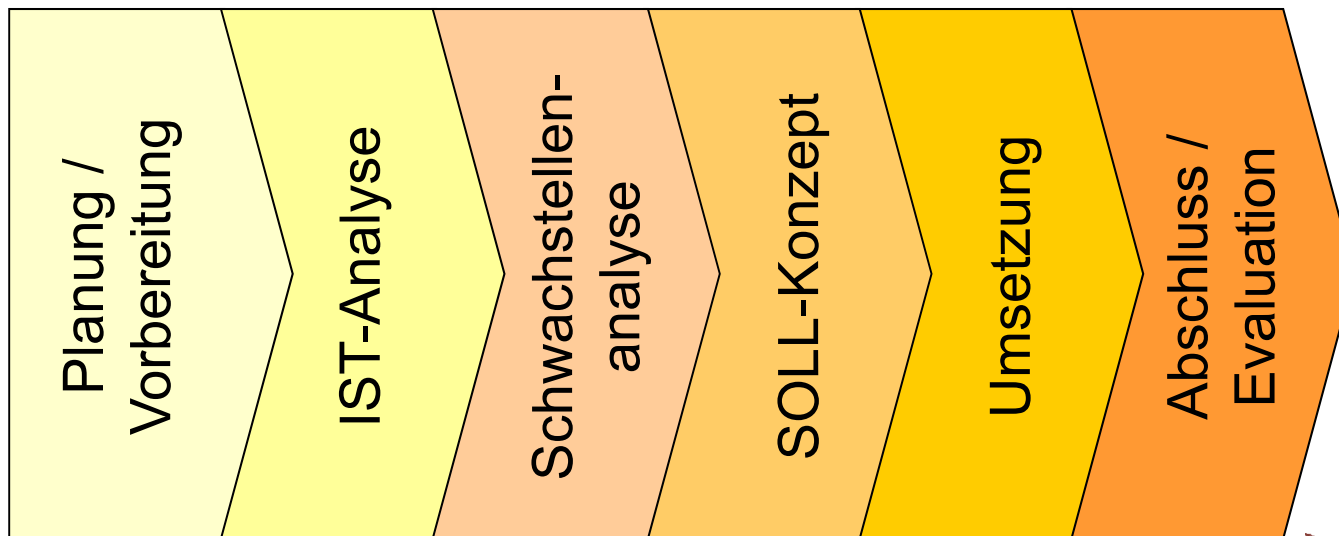 Planung /
Vorbereitung
IST-Analyse
Schwachstellen-
analyse
SOLL-Konzept
Umsetzung
Abschluss /
Evaluation